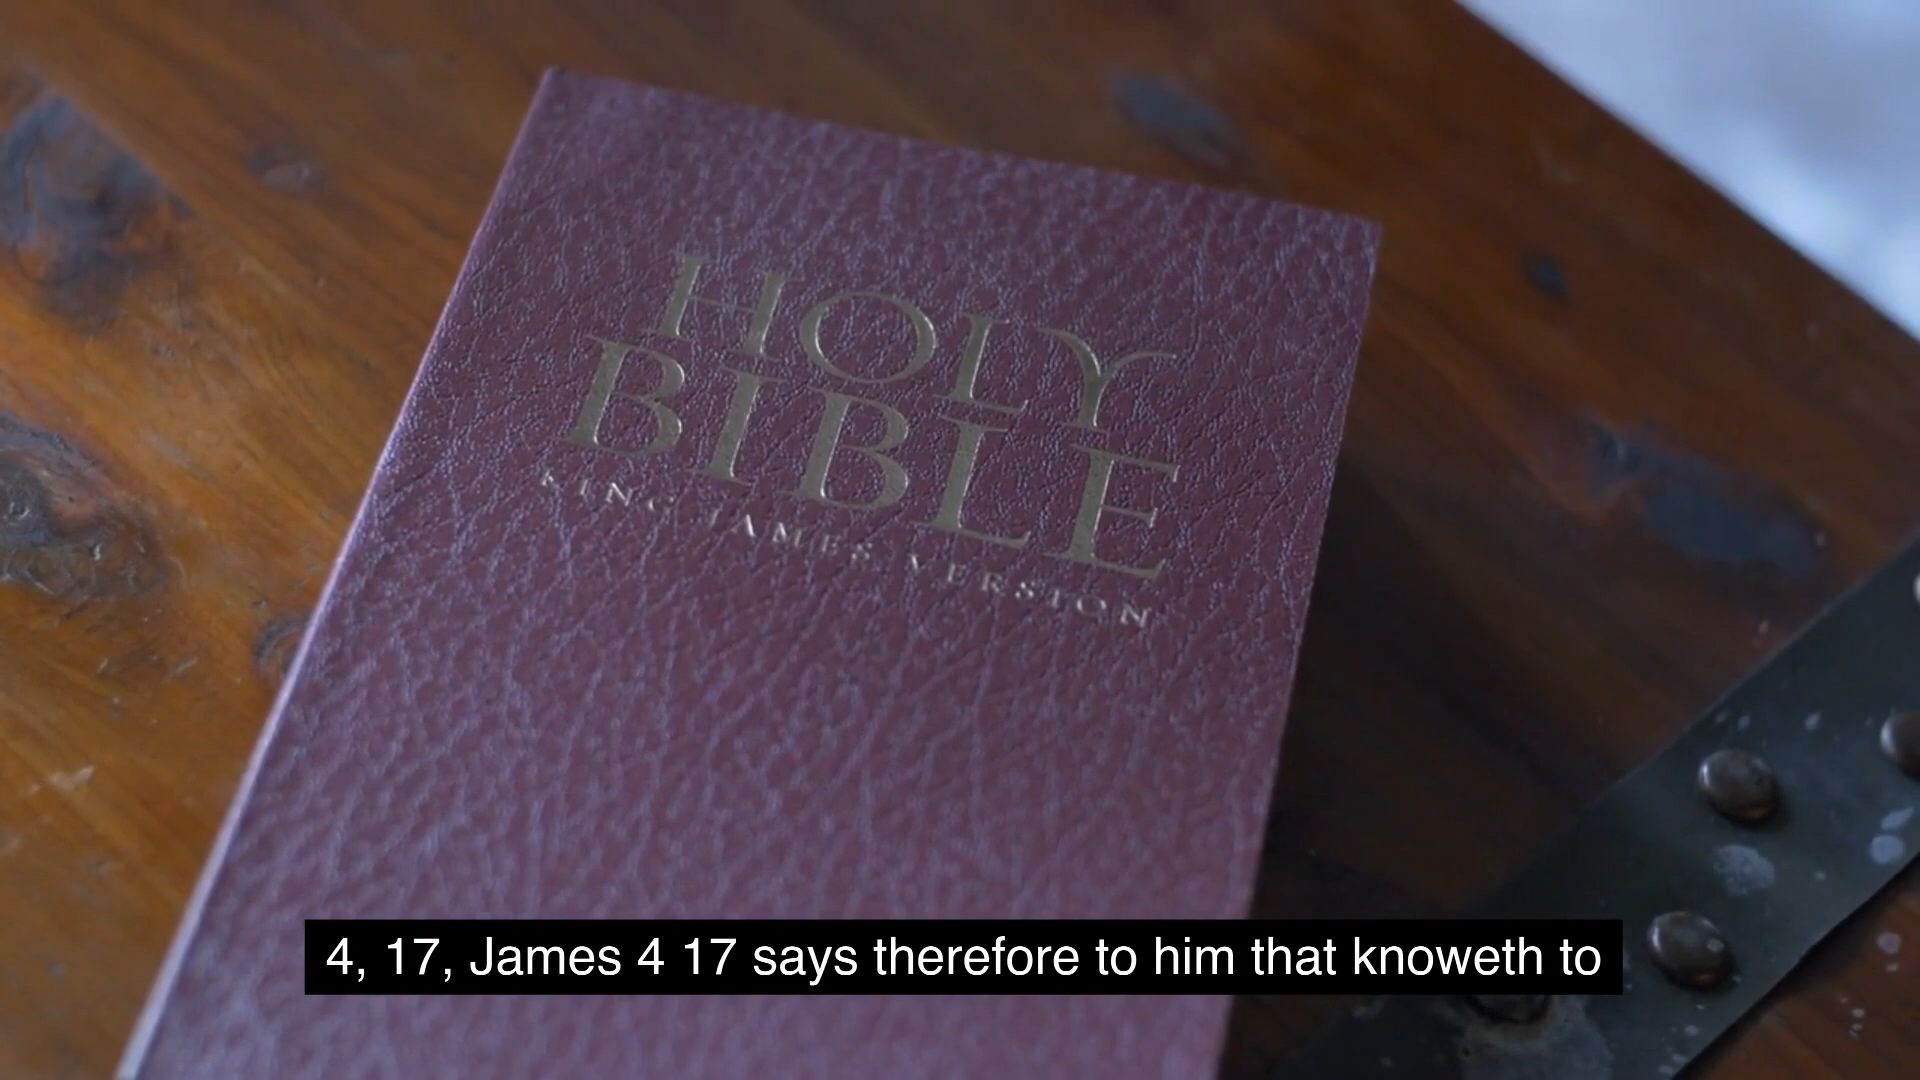 HOLY
BIBLE
KING JAMES VERSION
4, 17, James 4 17 says therefore to him that knoweth to